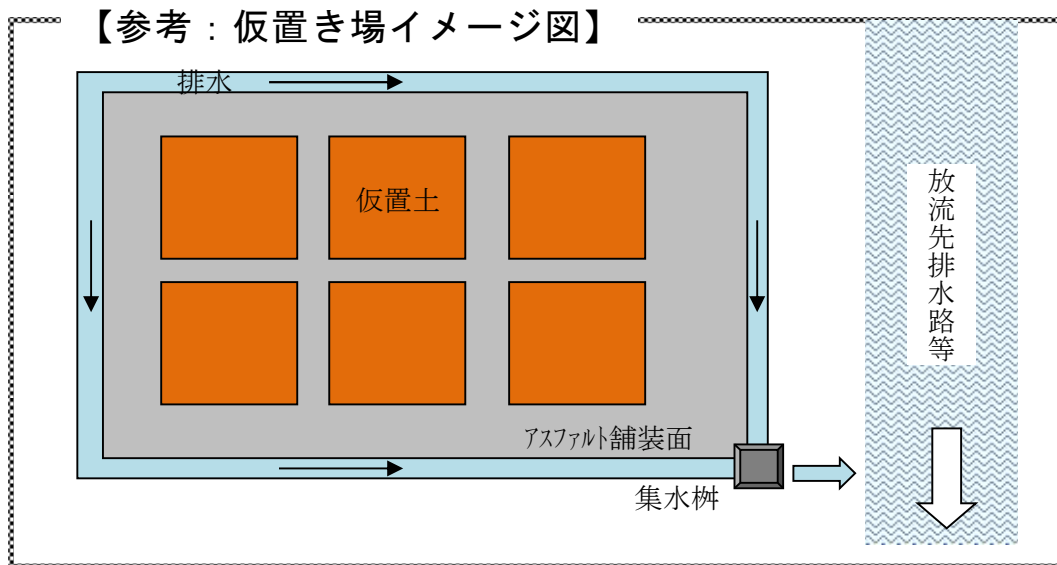 【参考：仮置き場イメージ図】
排水
仮置土
放流先排水路等
ｱｽﾌｧﾙﾄ舗装面
集水桝